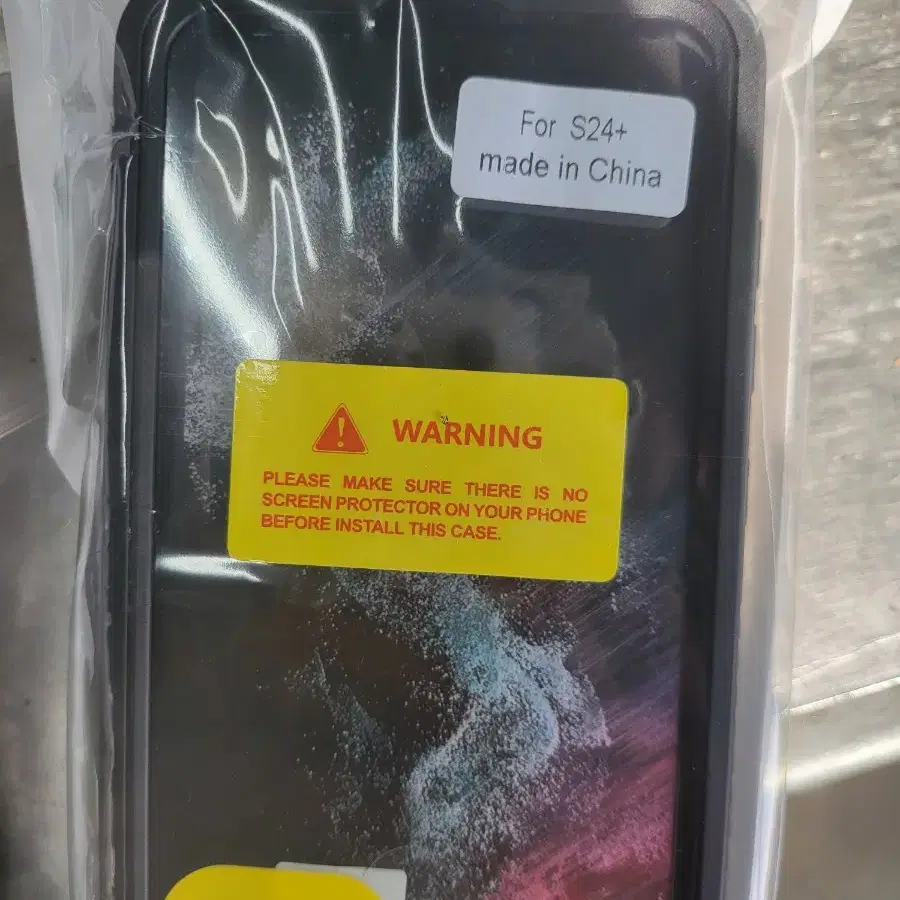 For S24+
made in China
WARNING
PLEASE MAKE SURE THERE IS NO
SCREEN PROTECTOR ON YOUR PHONE
BEFORE INSTALL THIS CASE.